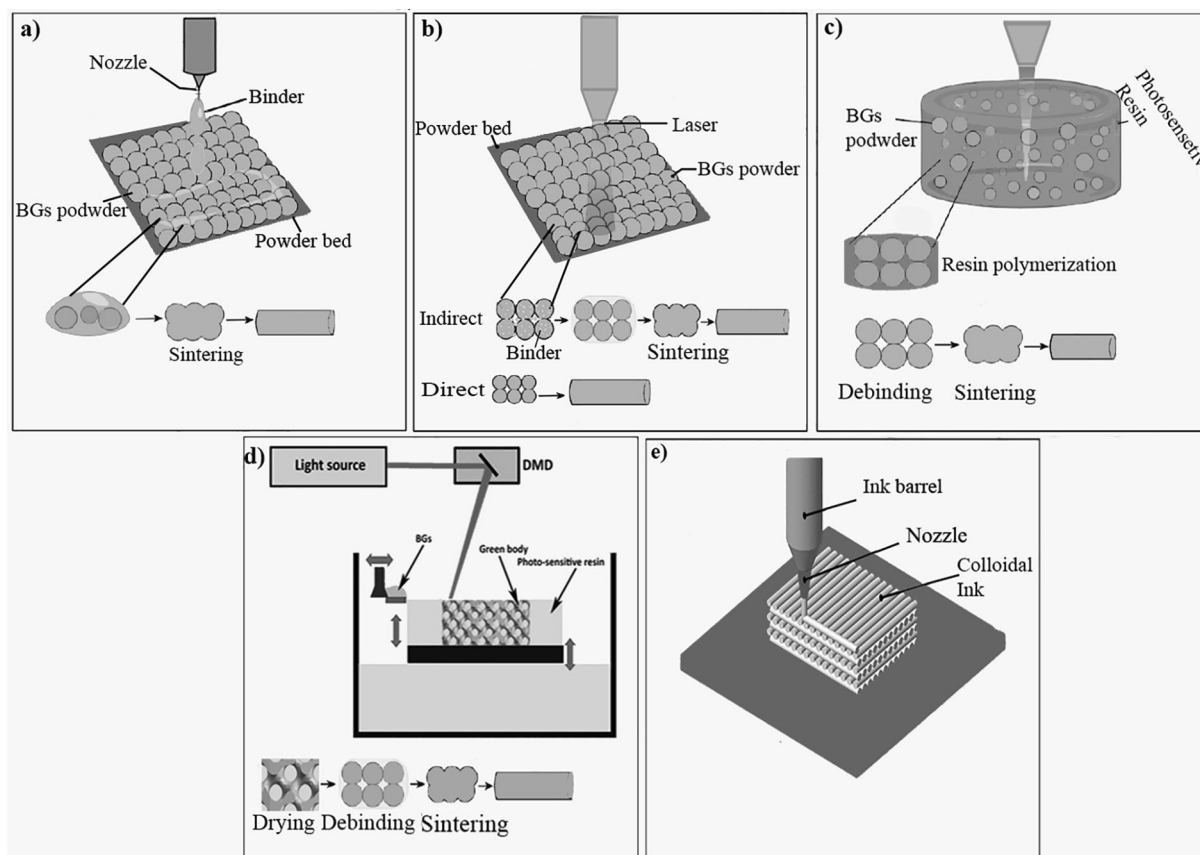 a)
Nozzle
Binder
BGs podwder
Powder bed
Sintering
b)
Powder bed
Laser
BGs powder
Indirect
Binder
Sintering
Direct
c)
BGs
podwder
Photosensetive
Resin
Resin polymerization
Debinding
Sintering
d)
Light source
DMD
BGs
Green body
Photo-sensitive resin
Drying
Debinding
Sintering
e)
Ink barrel
Nozzle
Colloidal
Ink